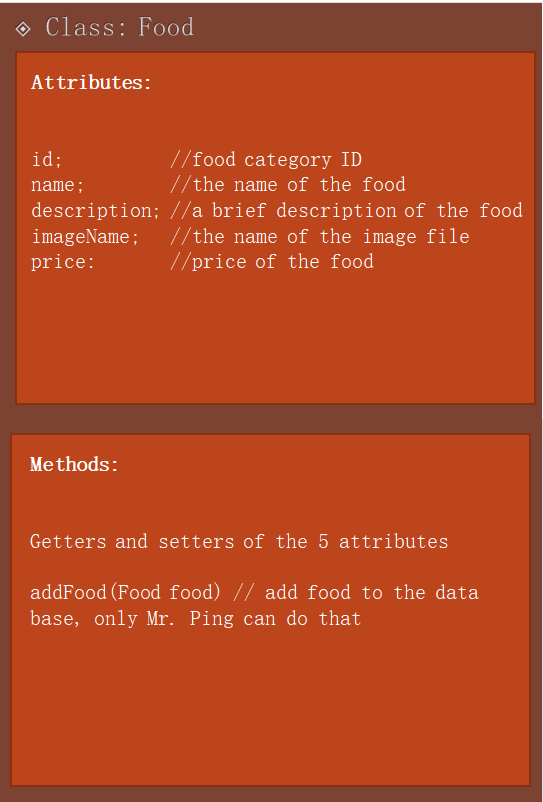 Class: Food
Attributes:
id; //food category ID
name; //the name of the food
description; //a brief description of the food
imageName; //the name of the image file
price: //price of the food
Methods:
Getters and setters of the 5 attributes
addFood(Food food) // add food to the data
base, only Mr. Ping can do that